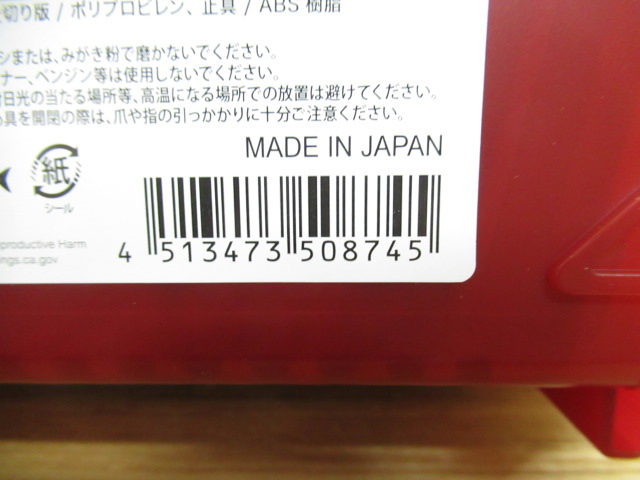 切り版 / ポリプロピレン、正具 / ABS 樹脂
シまたは、みがき粉で磨かないでください。
ナー、ベンジン等は使用しないでください。
日光の当たる場所等、高温になる場所での放置は避けてください。
具を開閉の際は、爪や指の引っかかりに十分ご注意ください。
MADE IN JAPAN
紙
シール
productive Harm
ngs.ca.gov
4 513473 508745